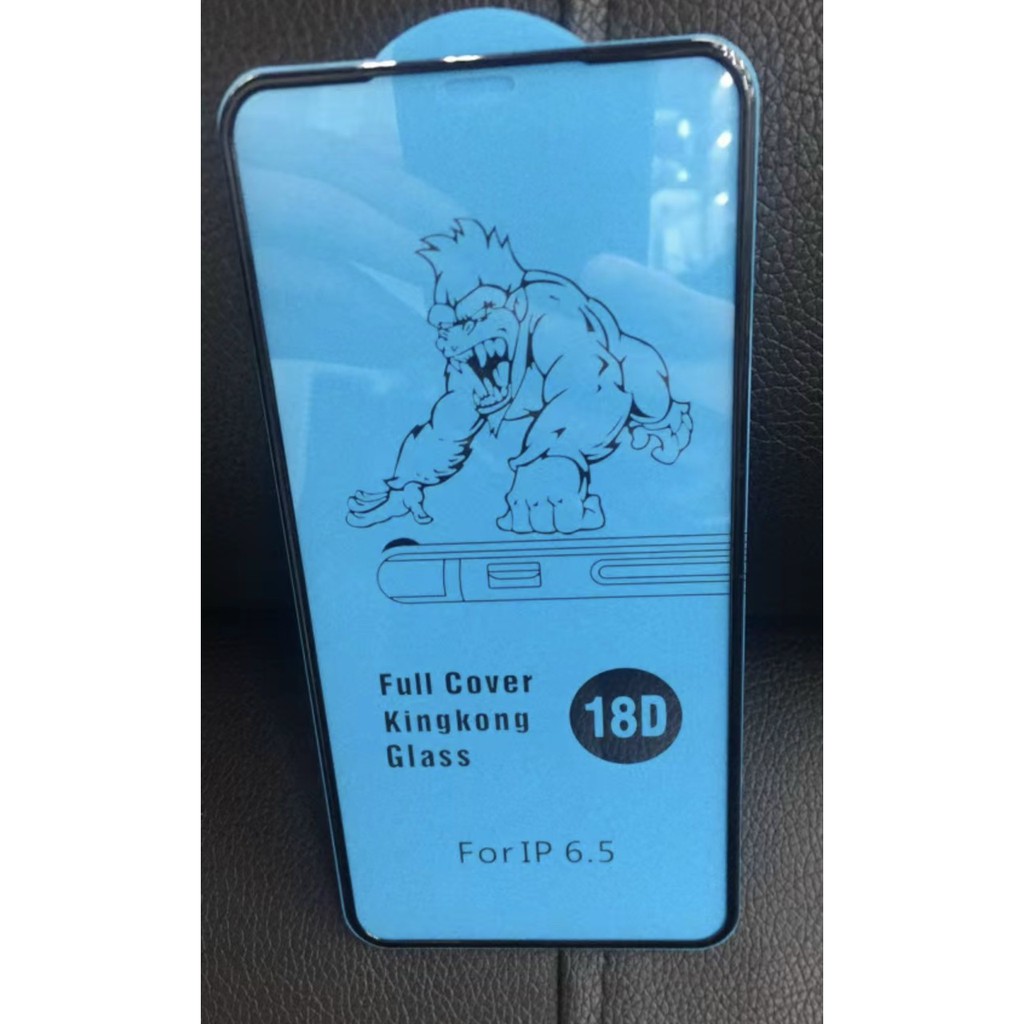 Full Cover
Kingkong
Glass
18D
For IP 6.5